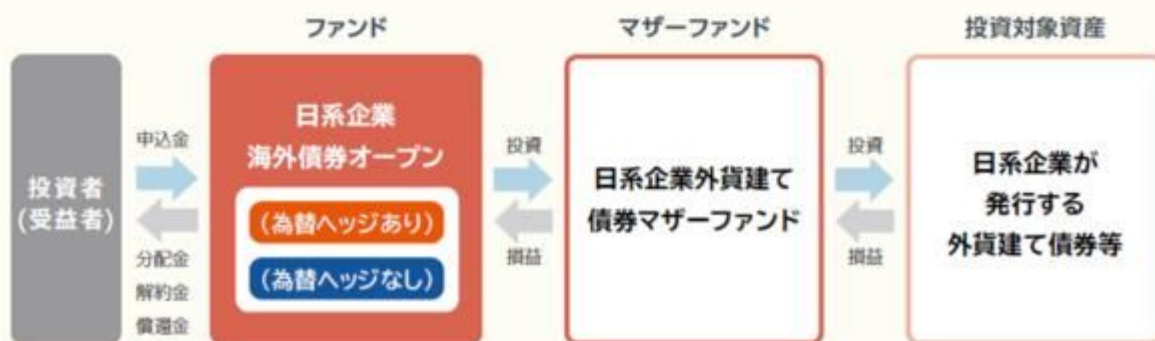 ファンド
マザーファンド
投資対象資産
投資者
(受益者)
申込金
分配金
解約金
償還金
日系企業
海外債券オープン
(為替ヘッジあり)
(為替ヘッジなし)
投資
損益
日系企業外貨建て
債券マザーファンド
投資
損益
日系企業が
発行する
外貨建て債券等